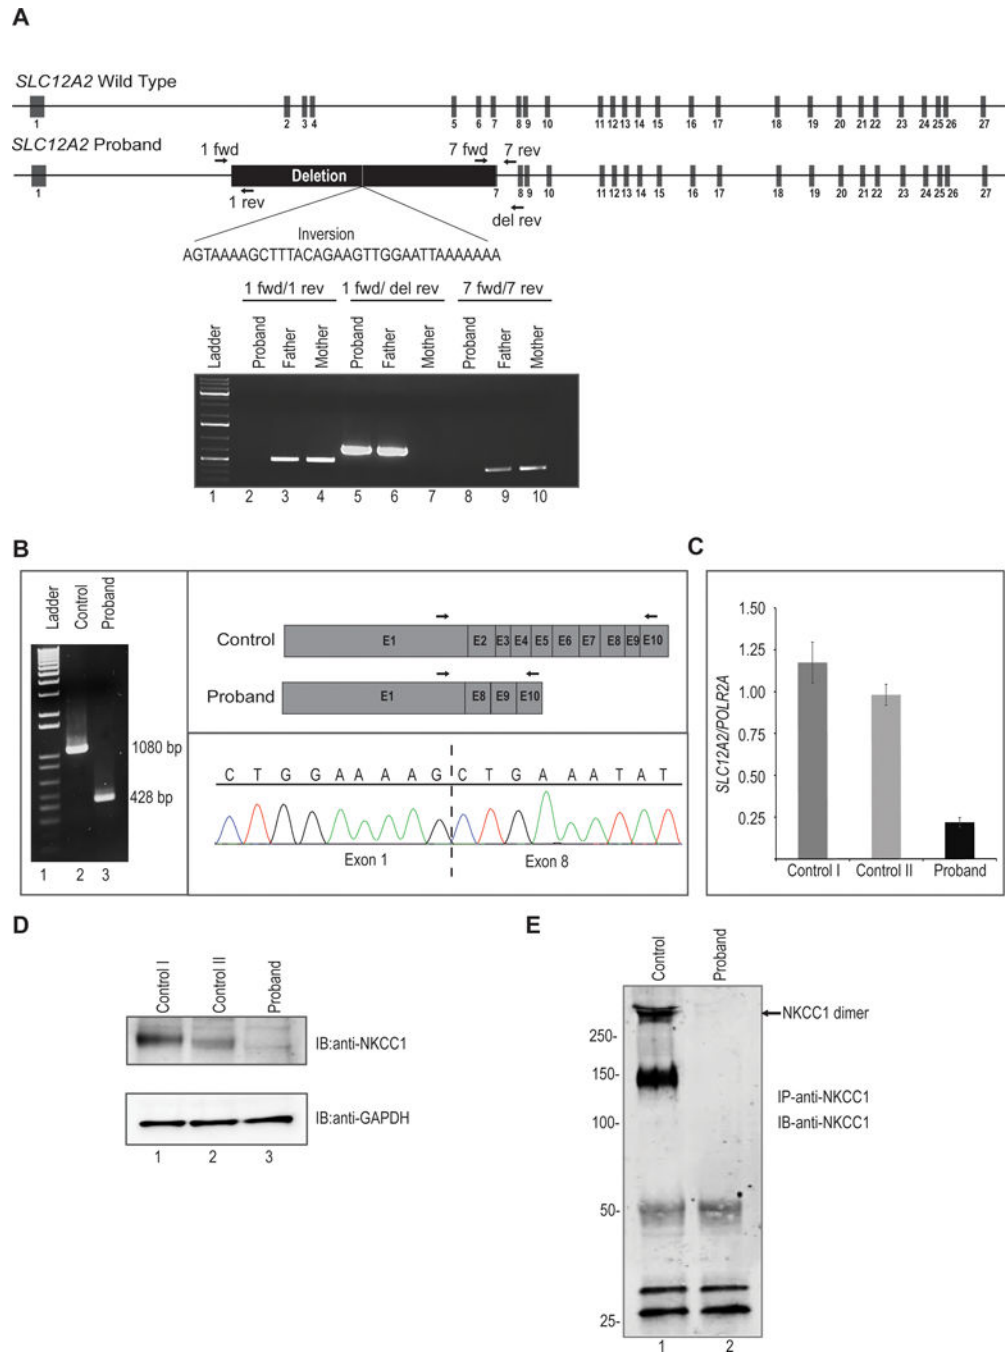 A
SLC12A2 Wild Type
1 2 3 4 5 6 7 8 9 10 11 12 13 14 15 16 17 18 19 20 21 22 23 24 25 26 27
SLC12A2 Proband
1 fwd 7 fwd 7 rev
Deletion
1 7 8 9 10 11 12 13 14 15 16 17 18 19 20 21 22 23 24 25 26 27
1 rev del rev
Inversion
AGTAAAAGCTTTACAGAAGTTGGAATTAAAAAAA
1 fwd/1 rev 1 fwd/ del rev 7 fwd/7 rev
Ladder Proband Father Mother Proband Father Mother Proband Father Mother
1 2 3 4 5 6 7 8 9 10
B
Ladder Control Proband
1080 bp
428 bp
1 2 3
Control E1 E2 E3 E4 E5 E6 E7 E8 E9 E10
Proband E1 E8 E9 E10
C T G G A A A A G C T G A A A T A T
Exon 1 Exon 8
C
SLC12A2/POLR2A
1.50
1.25
1.00
0.75
0.50
0.25
Control I Control II Proband
D
Control I Control II Proband
IB:anti-NKCC1
IB:anti-GAPDH
1 2 3
E
Control Proband
NKCC1 dimer
250-
150-
IP-anti-NKCC1
100-
IB-anti-NKCC1
50-
25-
1 2